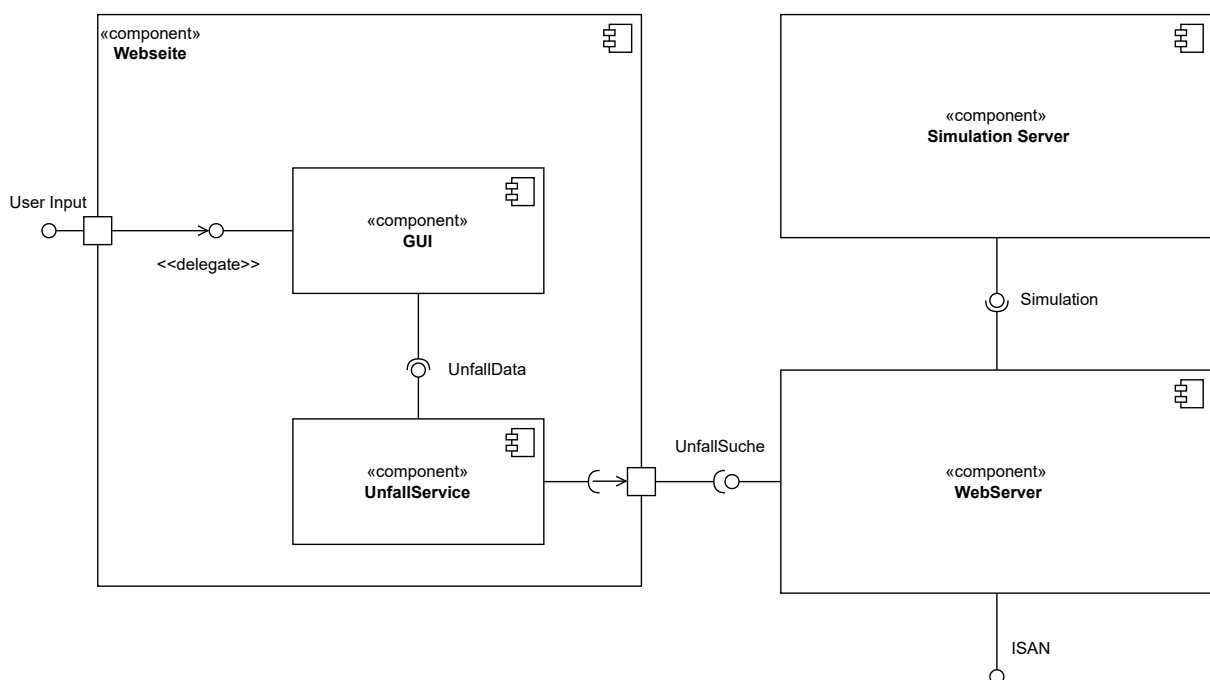 «component»
Webseite
User Input
<<delegate>>
«component»
GUI
UnfallData
«component»
UnfallService
UnfallSuche
«component»
Simulation Server
Simulation
«component»
WebServer
ISAN